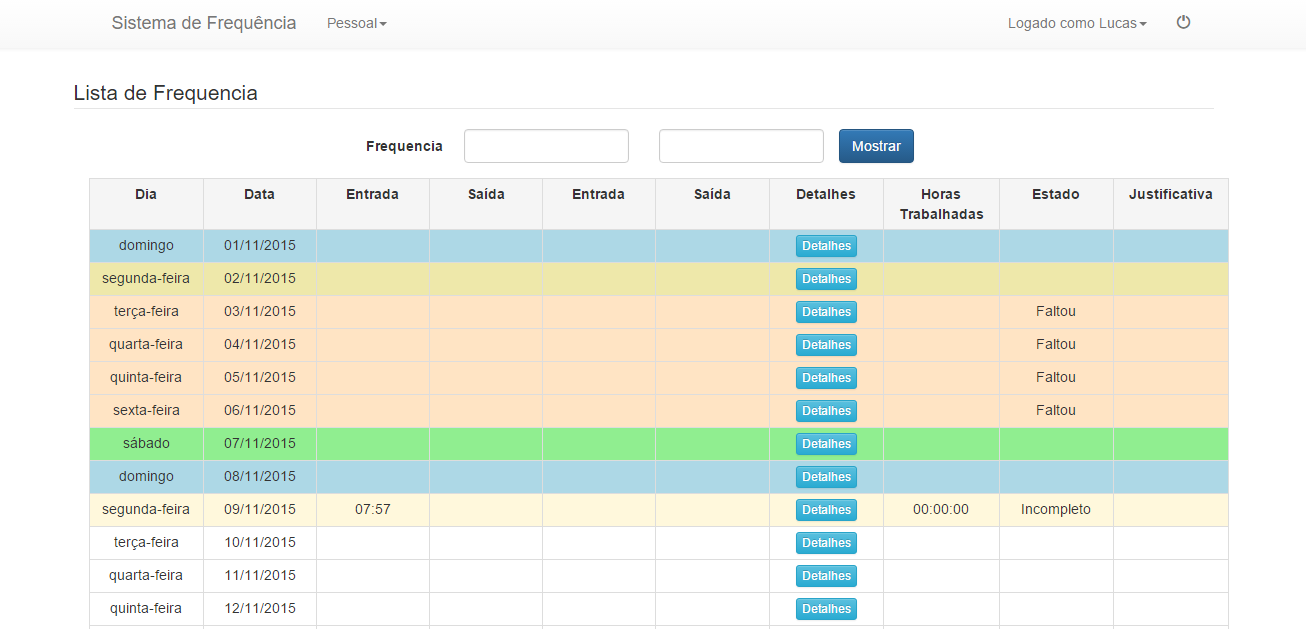 Sistema de Frequência Pessoal Logado como Lucas
Lista de Frequencia
Frequencia Mostrar
Dia Data Entrada Saída Entrada Saída Detalhes Horas Trabalhadas Estado Justificativa
domingo 01/11/2015 Detalhes
segunda-feira 02/11/2015 Detalhes
terça-feira 03/11/2015 Detalhes Faltou
quarta-feira 04/11/2015 Detalhes Faltou
quinta-feira 05/11/2015 Detalhes Faltou
sexta-feira 06/11/2015 Detalhes Faltou
sábado 07/11/2015 Detalhes
domingo 08/11/2015 Detalhes
segunda-feira 09/11/2015 07:57 Detalhes 00:00:00 Incompleto
terça-feira 10/11/2015 Detalhes
quarta-feira 11/11/2015 Detalhes
quinta-feira 12/11/2015 Detalhes